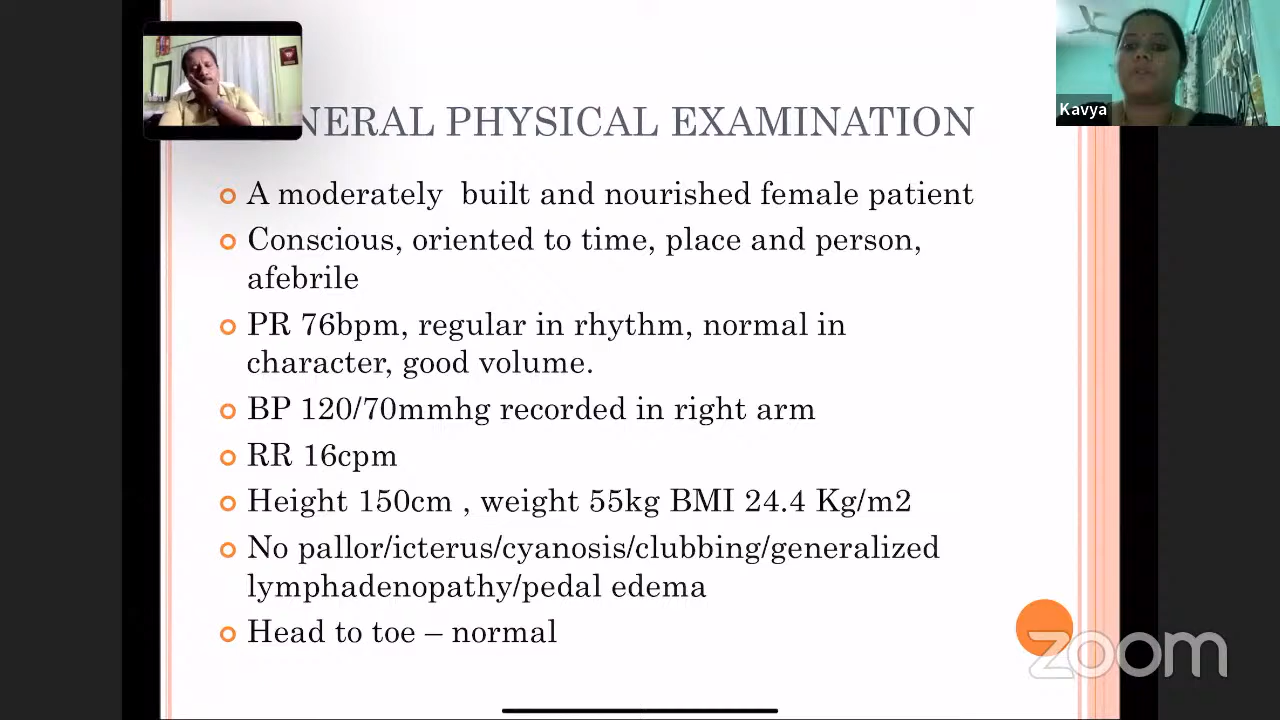 NERAL PHYSICAL EXAMINATION
Kavya
A moderately  built and nourished female patient
Conscious, oriented to time, place and person,
afebrile
PR 76bpm, regular in rhythm, normal in
character, good volume.
BP 120/70mmhg recorded in right arm
RR 16cpm
Height 150cm , weight 55kg BMI 24.4 Kg/m2
No pallor/icterus/cyanosis/clubbing/generalized
lymphadenopathy/pedal edema
Head to toe – normal
zoom